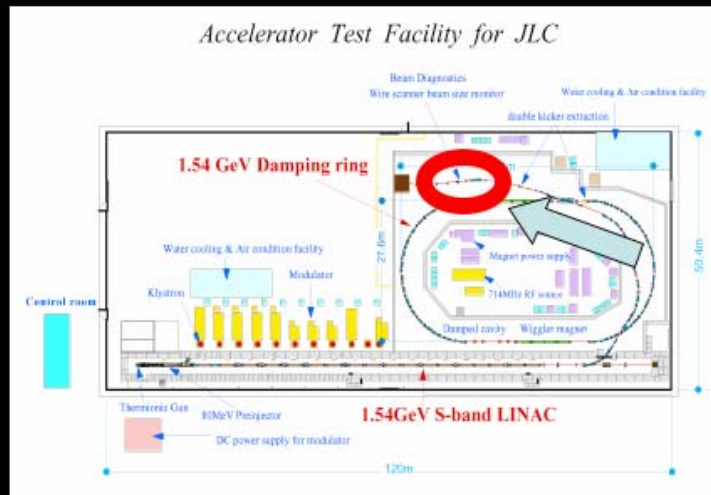 Accelerator Test Facility for JLC
Beam Diagnostics
Wire scanner beam size monitor
Water cooling & Air condition facility
double kicker extraction
1.54 GeV Damping ring
27.6m
50.4m
Water cooling & Air condition facility
Magnet power supply
Modulator
Klystron
714MHz RF source
Control room
Damped cavity
Wiggler magnet
Thermionic Gun
80MeV Preinjector
1.54GeV S-band LINAC
DC power supply for modulator
120m